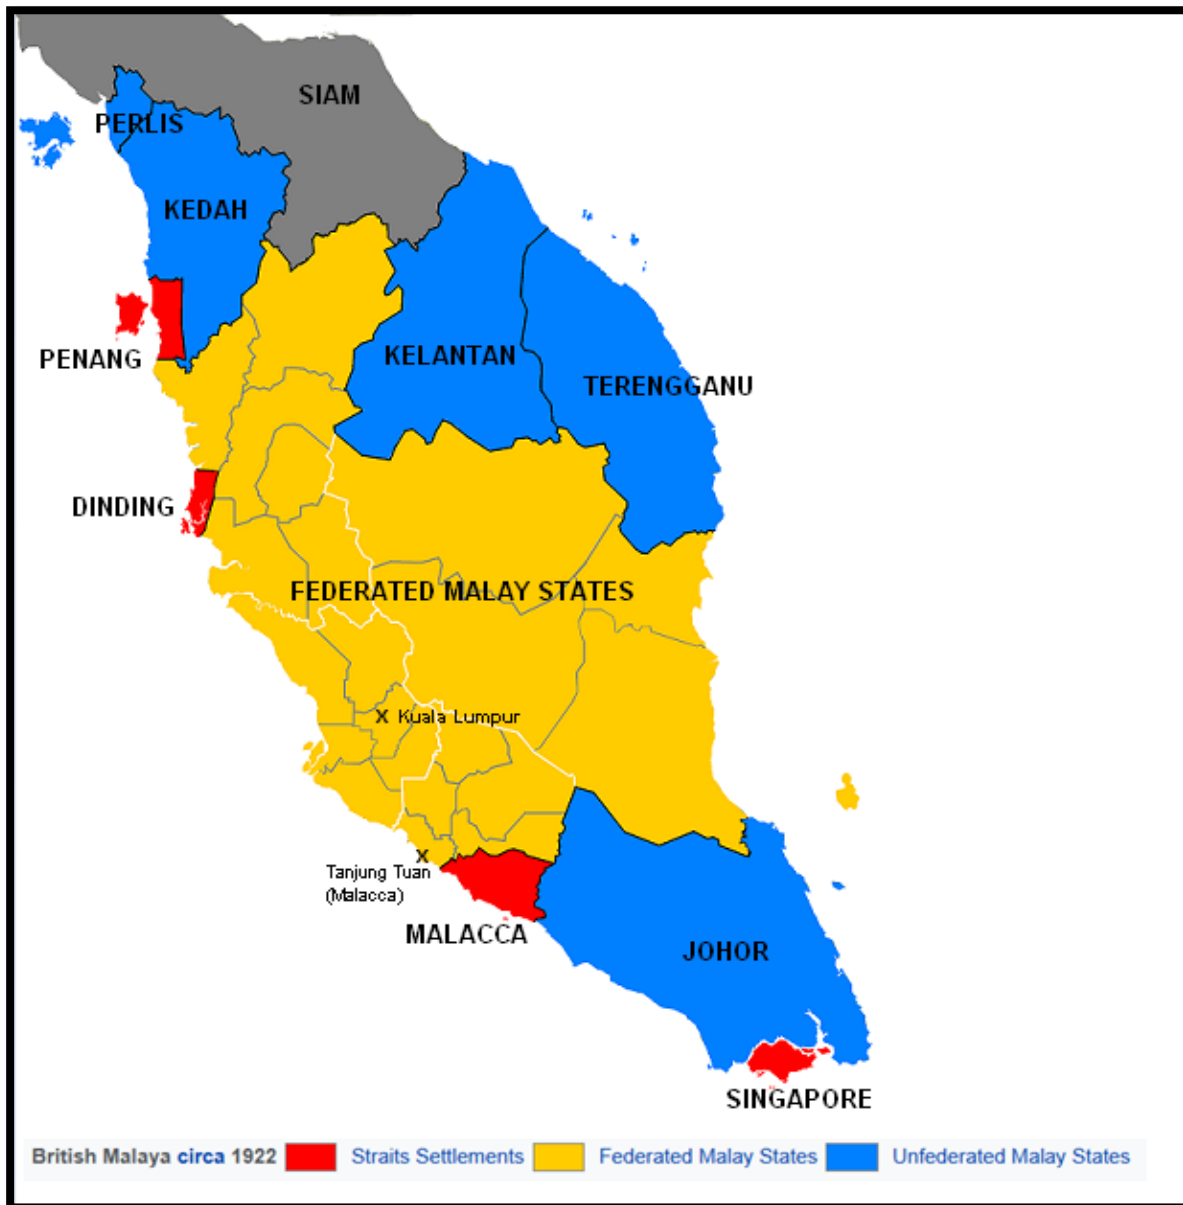 SIAM
PERLIS
KEDAH
PENANG
KELANTAN
TERENGGANU
DINDING
FEDERATED MALAY STATES
X Kuala Lumpur
X
Tanjung Tuan
(Malacca)
MALACCA
JOHOR
SINGAPORE
British Malaya circa 1922 Straits Settlements Federated Malay States Unfederated Malay States